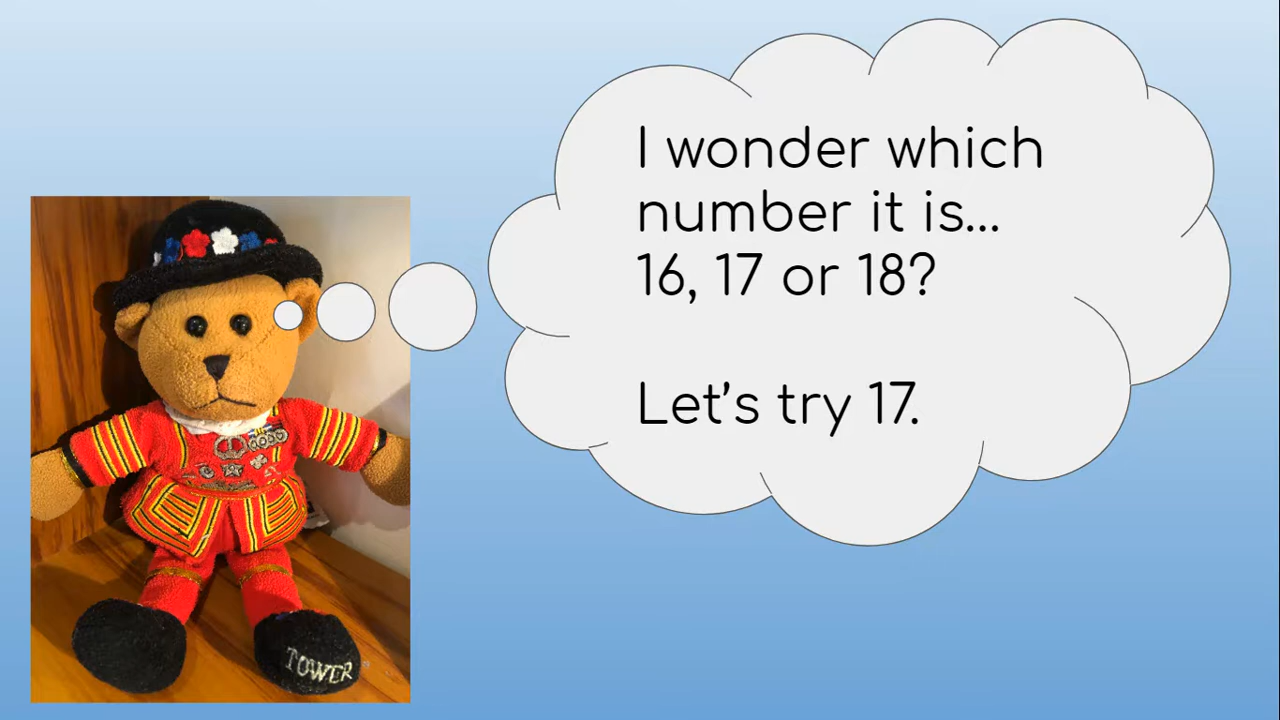 I wonder which
number it is...
16, 17 or 18?
Let's try 17.
TOWER